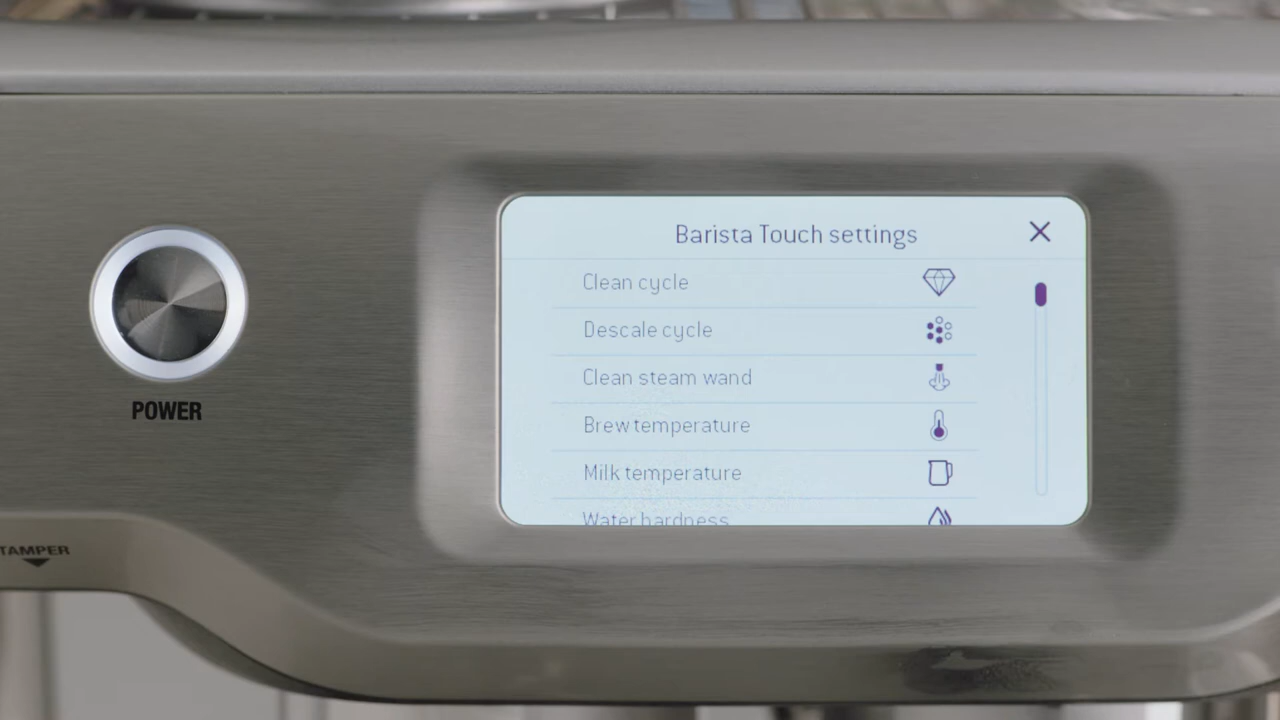 Barista Touch settings
Clean cycle
Descale cycle
Clean steam wand
Brew temperature
Milk temperature
Water hardness
POWER
TAMPER